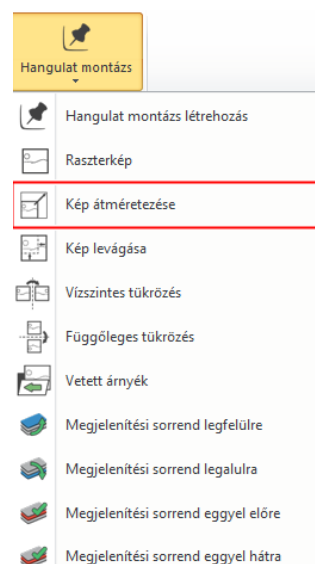 Hangulat montázs
Hangulat montázs létrehozás
Raszterkép
Kép átméretezése
Kép levágása
Vízszintes tükrözés
Függőleges tükrözés
Vetett árnyék
Megjelenítési sorrend legfelülre
Megjelenítési sorrend legalulra
Megjelenítési sorrend eggyel előre
Megjelenítési sorrend eggyel hátra